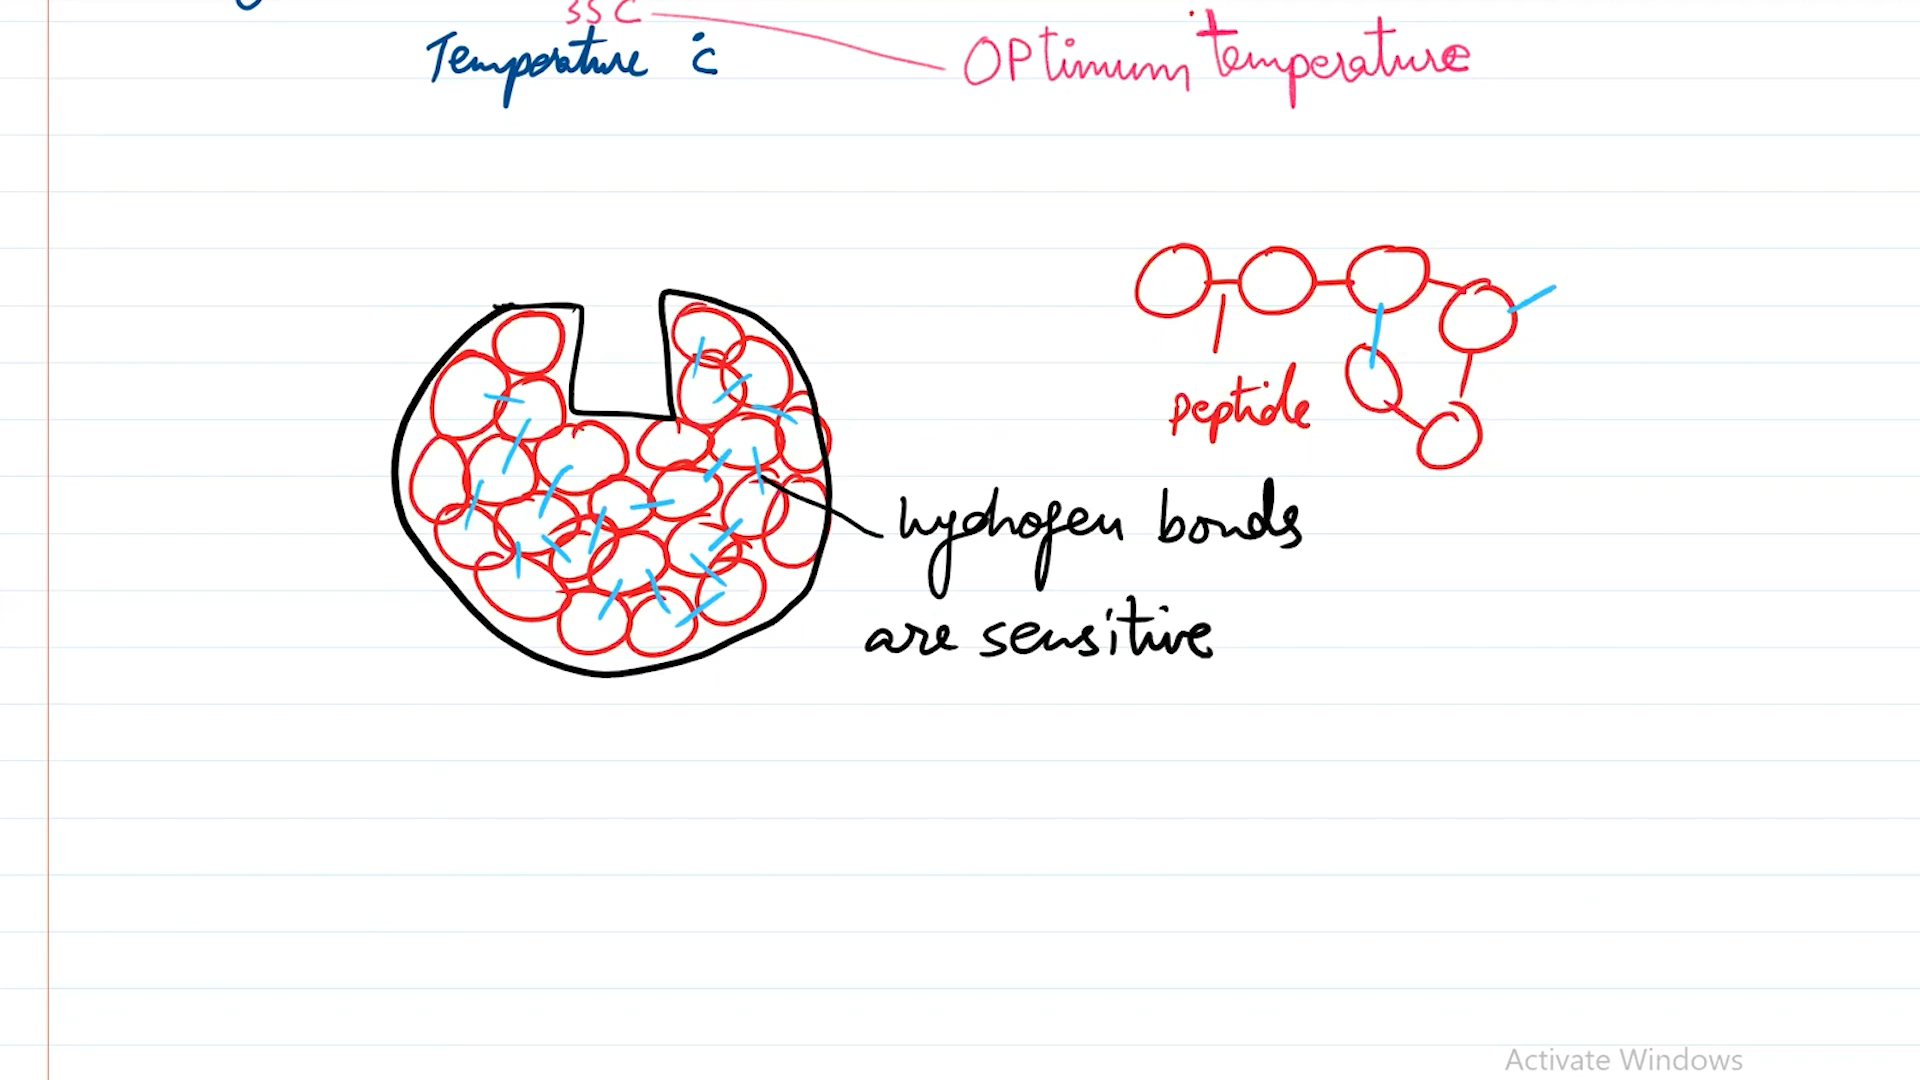 35 C
Temperature °c
OPtimum temperature
peptide
hydrogen bonds
are sensitive
Activate Windows